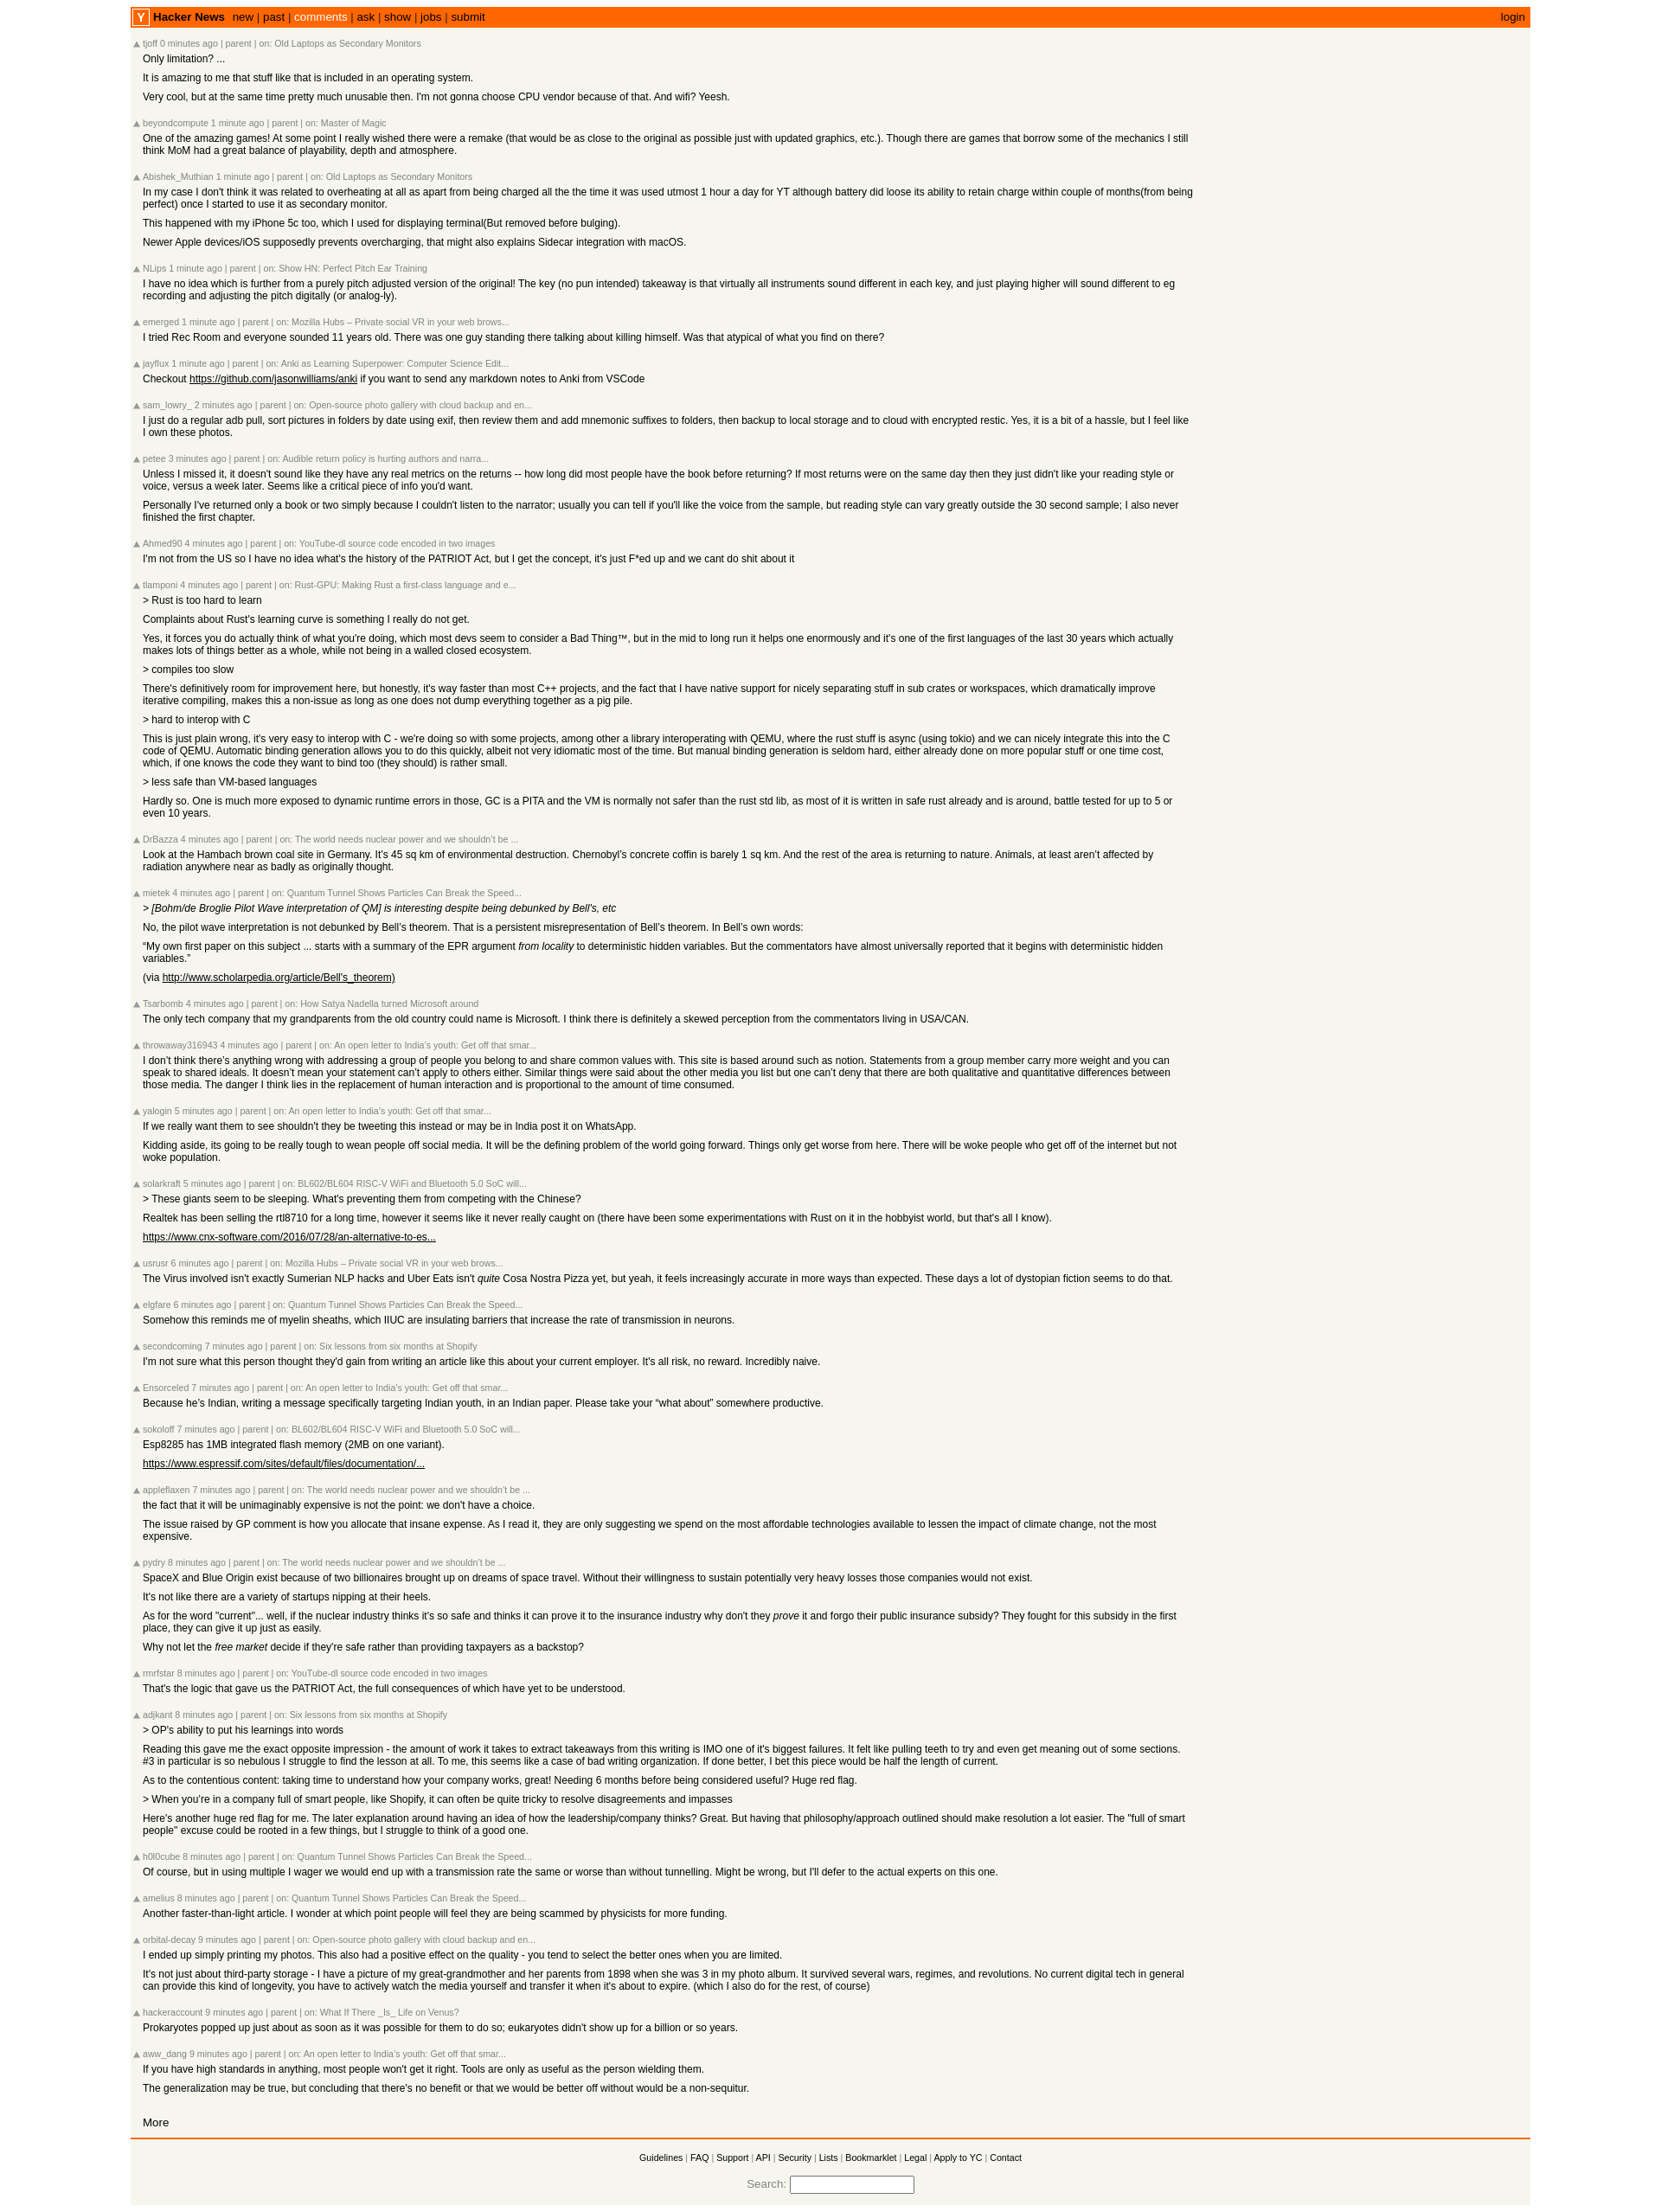 Y Hacker News new | past | comments | ask | show | jobs | submit login
tjoff 0 minutes ago | parent | on: Old Laptops as Secondary Monitors
Only limitation? ...
It is amazing to me that stuff like that is included in an operating system.
Very cool, but at the same time pretty much unusable then. I'm not gonna choose CPU vendor because of that. And wifi? Yeesh.
beyondcompute 1 minute ago | parent | on: Master of Magic
One of the amazing games! At some point I really wished there were a remake (that would be as close to the original as possible just with updated graphics, etc.). Though there are games that borrow some of the mechanics I still
think MoM had a great balance of playability, depth and atmosphere.
Abishek_Muthian 1 minute ago | parent | on: Old Laptops as Secondary Monitors
In my case I don't think it was related to overheating at all as apart from being charged all the the time it was used utmost 1 hour a day for YT although battery did loose its ability to retain charge within couple of months(from being
perfect) once I started to use it as secondary monitor.
This happened with my iPhone 5c too, which I used for displaying terminal(But removed before bulging).
Newer Apple devices/iOS supposedly prevents overcharging, that might also explains Sidecar integration with macOS.
NLips 1 minute ago | parent | on: Show HN: Perfect Pitch Ear Training
I have no idea which is further from a purely pitch adjusted version of the original! The key (no pun intended) takeaway is that virtually all instruments sound different in each key, and just playing higher will sound different to eg
recording and adjusting the pitch digitally (or analog-ly).
emerged 1 minute ago | parent | on: Mozilla Hubs – Private social VR in your web brows...
I tried Rec Room and everyone sounded 11 years old. There was one guy standing there talking about killing himself. Was that atypical of what you find on there?
jayflux 1 minute ago | parent | on: Anki as Learning Superpower: Computer Science Edit...
Checkout https://github.com/jasonwilliams/anki if you want to send any markdown notes to Anki from VSCode
sam_lowry_ 2 minutes ago | parent | on: Open-source photo gallery with cloud backup and en...
I just do a regular adb pull, sort pictures in folders by date using exif, then review them and add mnemonic suffixes to folders, then backup to local storage and to cloud with encrypted restic. Yes, it is a bit of a hassle, but I feel like
I own these photos.
petee 3 minutes ago | parent | on: Audible return policy is hurting authors and narra...
Unless I missed it, it doesn't sound like they have any real metrics on the returns -- how long did most people have the book before returning? If most returns were on the same day then they just didn't like your reading style or
voice, versus a week later. Seems like a critical piece of info you'd want.
Personally I've returned only a book or two simply because I couldn't listen to the narrator; usually you can tell if you'll like the voice from the sample, but reading style can vary greatly outside the 30 second sample; I also never
finished the first chapter.
Ahmed90 4 minutes ago | parent | on: YouTube-dl source code encoded in two images
I'm not from the US so I have no idea what's the history of the PATRIOT Act, but I get the concept, it's just F*ed up and we cant do shit about it
tlamponi 4 minutes ago | parent | on: Rust-GPU: Making Rust a first-class language and e...
> Rust is too hard to learn
Complaints about Rust's learning curve is something I really do not get.
Yes, it forces you do actually think of what you're doing, which most devs seem to consider a Bad Thing™, but in the mid to long run it helps one enormously and it's one of the first languages of the last 30 years which actually
makes lots of things better as a whole, while not being in a walled closed ecosystem.
> compiles too slow
There's definitively room for improvement here, but honestly, it's way faster than most C++ projects, and the fact that I have native support for nicely separating stuff in sub crates or workspaces, which dramatically improve
iterative compiling, makes this a non-issue as long as one does not dump everything together as a pig pile.
> hard to interop with C
This is just plain wrong, it's very easy to interop with C - we're doing so with some projects, among other a library interoperating with QEMU, where the rust stuff is async (using tokio) and we can nicely integrate this into the C
code of QEMU. Automatic binding generation allows you to do this quickly, albeit not very idiomatic most of the time. But manual binding generation is seldom hard, either already done on more popular stuff or one time cost,
which, if one knows the code they want to bind too (they should) is rather small.
> less safe than VM-based languages
Hardly so. One is much more exposed to dynamic runtime errors in those, GC is a PITA and the VM is normally not safer than the rust std lib, as most of it is written in safe rust already and is around, battle tested for up to 5 or
even 10 years.
DrBazza 4 minutes ago | parent | on: The world needs nuclear power and we shouldn’t be ...
Look at the Hambach brown coal site in Germany. It’s 45 sq km of environmental destruction. Chernobyl’s concrete coffin is barely 1 sq km. And the rest of the area is returning to nature. Animals, at least aren’t affected by
radiation anywhere near as badly as originally thought.
mietek 4 minutes ago | parent | on: Quantum Tunnel Shows Particles Can Break the Speed...
> [Bohm/de Broglie Pilot Wave interpretation of QM] is interesting despite being debunked by Bell's, etc
No, the pilot wave interpretation is not debunked by Bell’s theorem. That is a persistent misrepresentation of Bell’s theorem. In Bell’s own words:
“My own first paper on this subject ... starts with a summary of the EPR argument from locality to deterministic hidden variables. But the commentators have almost universally reported that it begins with deterministic hidden
variables.”
(via http://www.scholarpedia.org/article/Bell's_theorem)
Tsarbomb 4 minutes ago | parent | on: How Satya Nadella turned Microsoft around
The only tech company that my grandparents from the old country could name is Microsoft. I think there is definitely a skewed perception from the commentators living in USA/CAN.
throwaway316943 4 minutes ago | parent | on: An open letter to India’s youth: Get off that smar...
I don’t think there’s anything wrong with addressing a group of people you belong to and share common values with. This site is based around such as notion. Statements from a group member carry more weight and you can
speak to shared ideals. It doesn’t mean your statement can’t apply to others either. Similar things were said about the other media you list but one can’t deny that there are both qualitative and quantitative differences between
those media. The danger I think lies in the replacement of human interaction and is proportional to the amount of time consumed.
yalogin 5 minutes ago | parent | on: An open letter to India’s youth: Get off that smar...
If we really want them to see shouldn't they be tweeting this instead or may be in India post it on WhatsApp.
Kidding aside, its going to be really tough to wean people off social media. It will be the defining problem of the world going forward. Things only get worse from here. There will be woke people who get off of the internet but not
woke population.
solarkraft 5 minutes ago | parent | on: BL602/BL604 RISC-V WiFi and Bluetooth 5.0 SoC will...
> These giants seem to be sleeping. What's preventing them from competing with the Chinese?
Realtek has been selling the rtl8710 for a long time, however it seems like it never really caught on (there have been some experimentations with Rust on it in the hobbyist world, but that's all I know).
https://www.cnx-software.com/2016/07/28/an-alternative-to-es...
usrusr 6 minutes ago | parent | on: Mozilla Hubs – Private social VR in your web brows...
The Virus involved isn't exactly Sumerian NLP hacks and Uber Eats isn't quite Cosa Nostra Pizza yet, but yeah, it feels increasingly accurate in more ways than expected. These days a lot of dystopian fiction seems to do that.
elgfare 6 minutes ago | parent | on: Quantum Tunnel Shows Particles Can Break the Speed...
Somehow this reminds me of myelin sheaths, which IIUC are insulating barriers that increase the rate of transmission in neurons.
secondcoming 7 minutes ago | parent | on: Six lessons from six months at Shopify
I'm not sure what this person thought they'd gain from writing an article like this about your current employer. It's all risk, no reward. Incredibly naive.
Ensorceled 7 minutes ago | parent | on: An open letter to India’s youth: Get off that smar...
Because he’s Indian, writing a message specifically targeting Indian youth, in an Indian paper. Please take your “what about” somewhere productive.
sokoloff 7 minutes ago | parent | on: BL602/BL604 RISC-V WiFi and Bluetooth 5.0 SoC will...
Esp8285 has 1MB integrated flash memory (2MB on one variant).
https://www.espressif.com/sites/default/files/documentation/...
appleflaxen 7 minutes ago | parent | on: The world needs nuclear power and we shouldn’t be ...
the fact that it will be unimaginably expensive is not the point: we don't have a choice.
The issue raised by GP comment is how you allocate that insane expense. As I read it, they are only suggesting we spend on the most affordable technologies available to lessen the impact of climate change, not the most
expensive.
pydry 8 minutes ago | parent | on: The world needs nuclear power and we shouldn’t be ...
SpaceX and Blue Origin exist because of two billionaires brought up on dreams of space travel. Without their willingness to sustain potentially very heavy losses those companies would not exist.
It's not like there are a variety of startups nipping at their heels.
As for the word "current"... well, if the nuclear industry thinks it's so safe and thinks it can prove it to the insurance industry why don't they prove it and forgo their public insurance subsidy? They fought for this subsidy in the first
place, they can give it up just as easily.
Why not let the free market decide if they're safe rather than providing taxpayers as a backstop?
rmrfstar 8 minutes ago | parent | on: YouTube-dl source code encoded in two images
That's the logic that gave us the PATRIOT Act, the full consequences of which have yet to be understood.
adjkant 8 minutes ago | parent | on: Six lessons from six months at Shopify
> OP's ability to put his learnings into words
Reading this gave me the exact opposite impression - the amount of work it takes to extract takeaways from this writing is IMO one of it's biggest failures. It felt like pulling teeth to try and even get meaning out of some sections.
#3 in particular is so nebulous I struggle to find the lesson at all. To me, this seems like a case of bad writing organization. If done better, I bet this piece would be half the length of current.
As to the contentious content: taking time to understand how your company works, great! Needing 6 months before being considered useful? Huge red flag.
> When you’re in a company full of smart people, like Shopify, it can often be quite tricky to resolve disagreements and impasses
Here's another huge red flag for me. The later explanation around having an idea of how the leadership/company thinks? Great. But having that philosophy/approach outlined should make resolution a lot easier. The "full of smart
people" excuse could be rooted in a few things, but I struggle to think of a good one.
h0l0cube 8 minutes ago | parent | on: Quantum Tunnel Shows Particles Can Break the Speed...
Of course, but in using multiple I wager we would end up with a transmission rate the same or worse than without tunnelling. Might be wrong, but I'll defer to the actual experts on this one.
amelius 8 minutes ago | parent | on: Quantum Tunnel Shows Particles Can Break the Speed...
Another faster-than-light article. I wonder at which point people will feel they are being scammed by physicists for more funding.
orbital-decay 9 minutes ago | parent | on: Open-source photo gallery with cloud backup and en...
I ended up simply printing my photos. This also had a positive effect on the quality - you tend to select the better ones when you are limited.
It's not just about third-party storage - I have a picture of my great-grandmother and her parents from 1898 when she was 3 in my photo album. It survived several wars, regimes, and revolutions. No current digital tech in general
can provide this kind of longevity, you have to actively watch the media yourself and transfer it when it's about to expire. (which I also do for the rest, of course)
hackeraccount 9 minutes ago | parent | on: What If There _Is_ Life on Venus?
Prokaryotes popped up just about as soon as it was possible for them to do so; eukaryotes didn't show up for a billion or so years.
aww_dang 9 minutes ago | parent | on: An open letter to India’s youth: Get off that smar...
If you have high standards in anything, most people won't get it right. Tools are only as useful as the person wielding them.
The generalization may be true, but concluding that there's no benefit or that we would be better off without would be a non-sequitur.
More
Guidelines | FAQ | Support | API | Security | Lists | Bookmarklet | Legal | Apply to YC | Contact
Search: